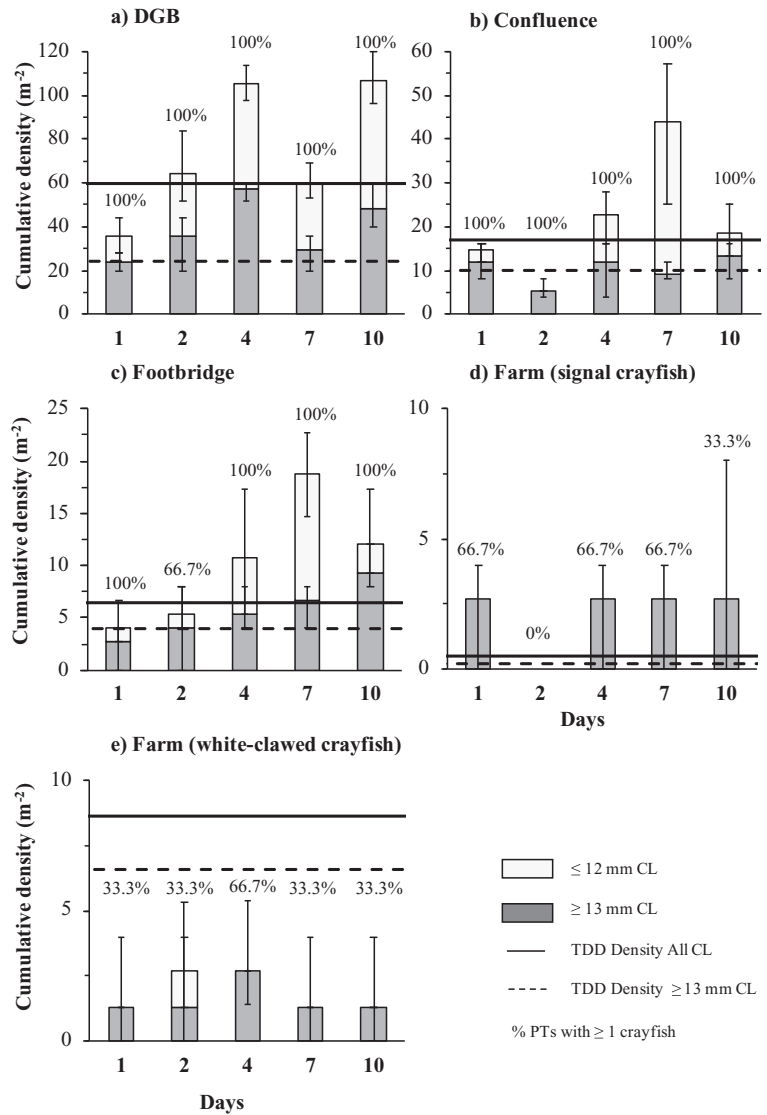 a) DGB
Cumulative density (m⁻²)
120
100
80
60
40
20
0
100%
100%
100%
100%
100%
1 2 4 7 10
b) Confluence
60
50
40
30
20
10
0
100%
100%
100%
100%
100%
1 2 4 7 10
c) Footbridge
Cumulative density (m⁻²)
25
20
15
10
5
0
100%
66.7%
100%
100%
100%
1 2 4 7 10
d) Farm (signal crayfish)
10
5
0
66.7%
0%
66.7%
66.7%
33.3%
1 2 4 7 10
Days
e) Farm (white-clawed crayfish)
Cumulative density (m⁻²)
10
5
0
33.3% 33.3% 66.7% 33.3% 33.3%
1 2 4 7 10
Days
≤ 12 mm CL
≥ 13 mm CL
TDD Density All CL
TDD Density ≥ 13 mm CL
% PTs with ≥ 1 crayfish